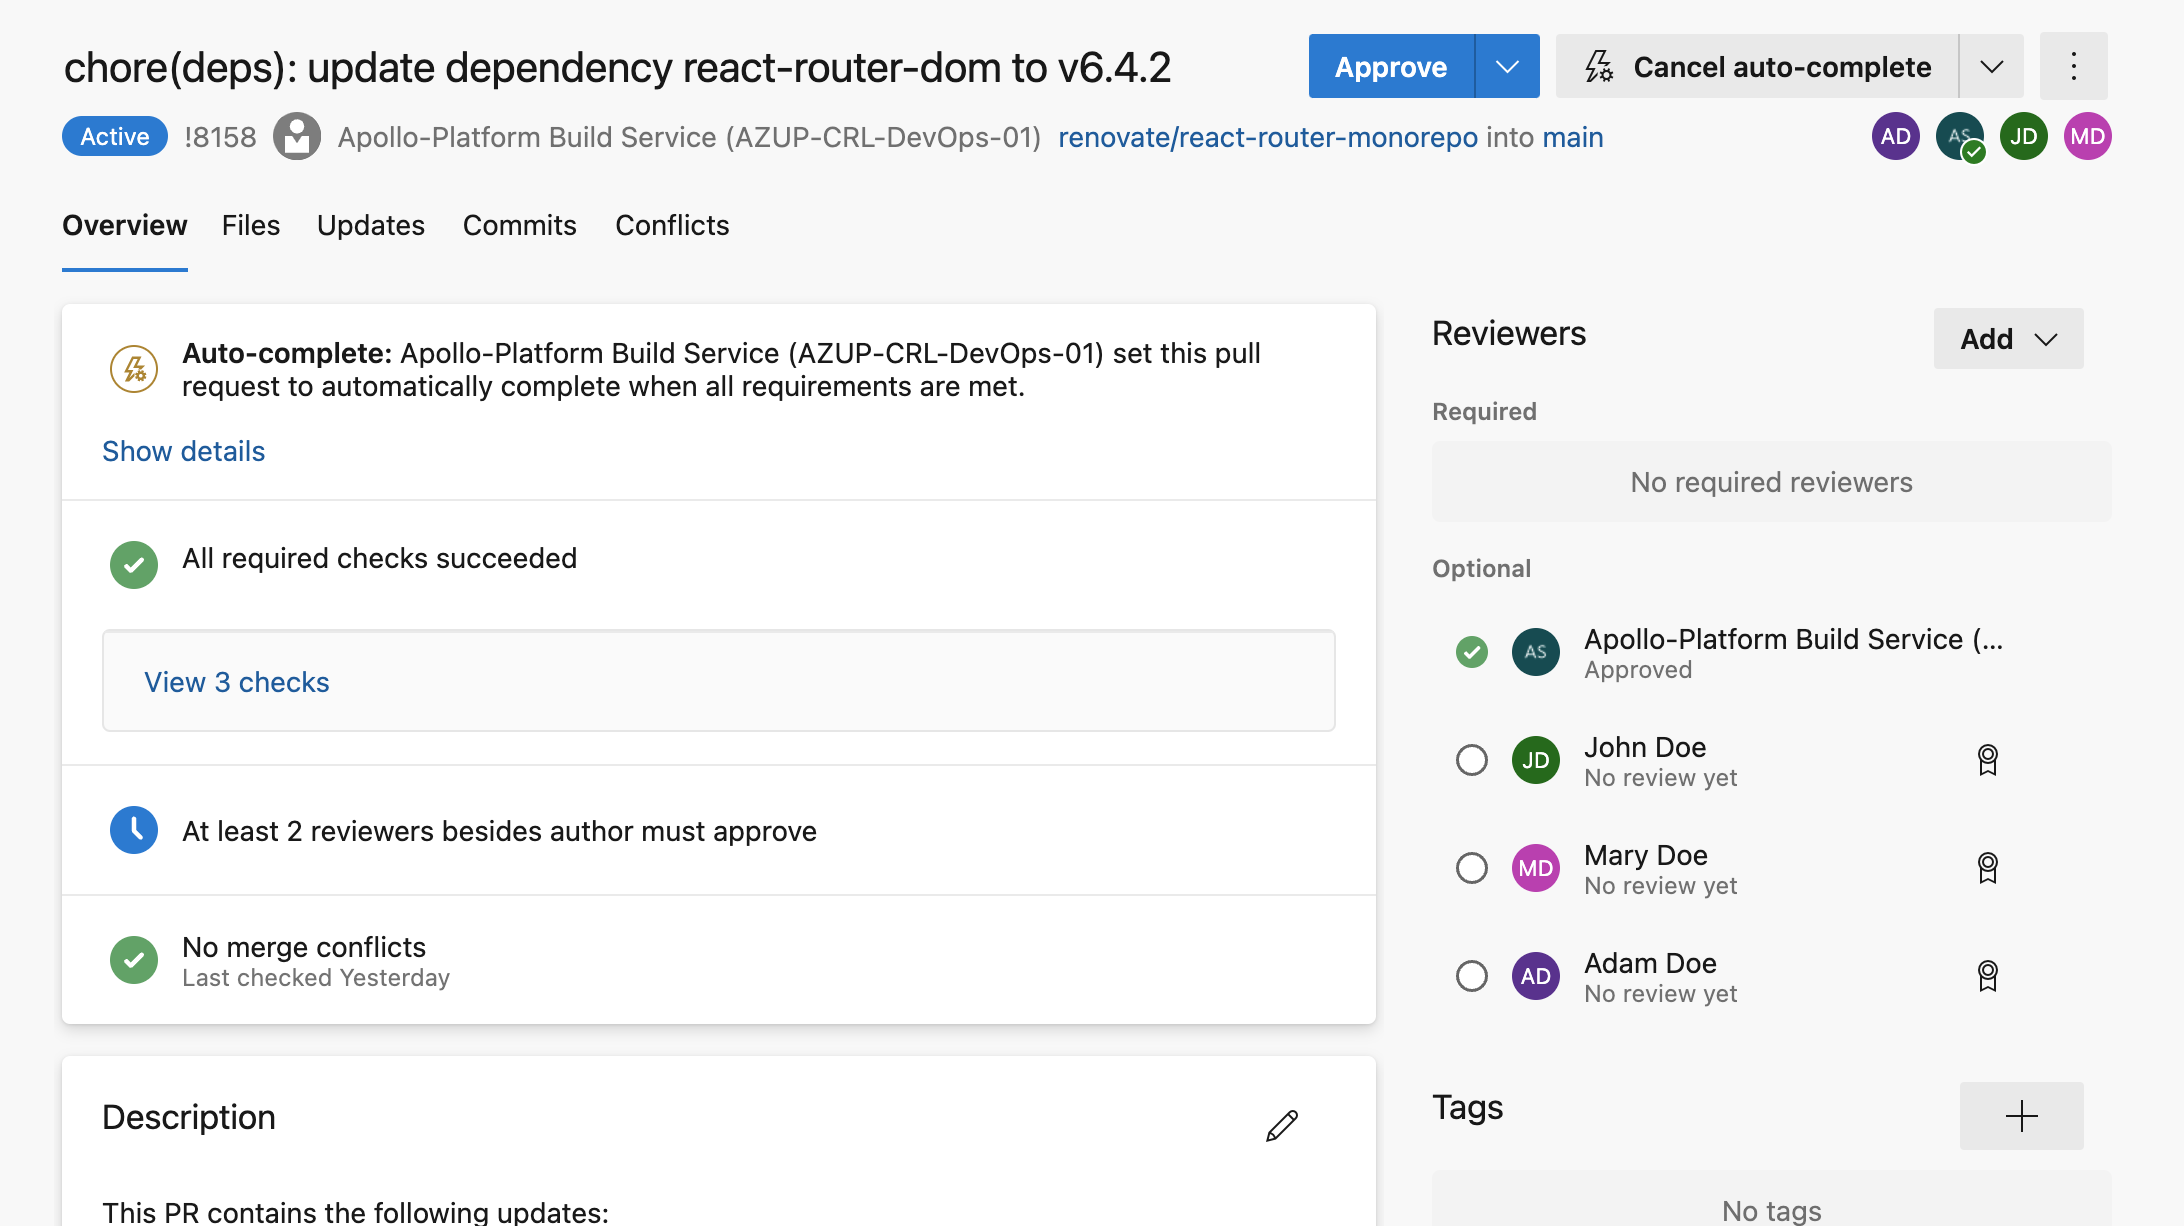 chore(deps): update dependency react-router-dom to v6.4.2
Approve
Cancel auto-complete
Active !8158 Apollo-Platform Build Service (AZUP-CRL-DevOps-01) renovate/react-router-monorepo into main
AD AS JD MD
Overview Files Updates Commits Conflicts
Auto-complete: Apollo-Platform Build Service (AZUP-CRL-DevOps-01) set this pull
request to automatically complete when all requirements are met.
Show details
All required checks succeeded
View 3 checks
At least 2 reviewers besides author must approve
No merge conflicts
Last checked Yesterday
Description
This PR contains the following updates:
Reviewers
Add
Required
No required reviewers
Optional
AS Apollo-Platform Build Service (...
Approved
JD John Doe
No review yet
MD Mary Doe
No review yet
AD Adam Doe
No review yet
Tags
No tags